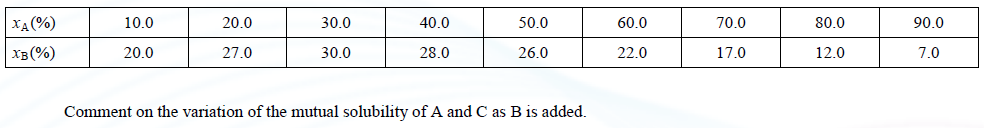 xA(%) 10.0 20.0 30.0 40.0 50.0 60.0 70.0 80.0 90.0
xB(%) 20.0 27.0 30.0 28.0 26.0 22.0 17.0 12.0 7.0
Comment on the variation of the mutual solubility of A and C as B is added.